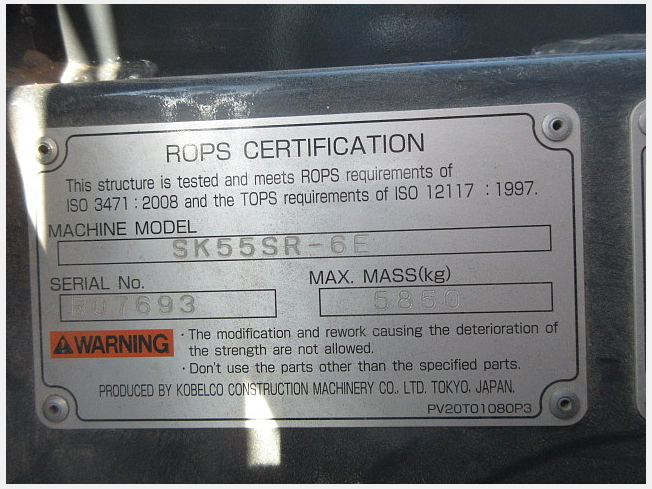 ROPS CERTIFICATION
This structure is tested and meets ROPS requirements of
ISO 3471 : 2008 and the TOPS requirements of ISO 12117 : 1997.
MACHINE MODEL
SK55SR-6E
SERIAL No.
MAX. MASS(kg)
5850
WARNING
· The modification and rework causing the deterioration of
the strength are not allowed.
· Don't use the parts other than the specified parts.
PRODUCED BY KOBELCO CONSTRUCTION MACHINERY CO., LTD. TOKYO, JAPAN.
PV20T01080P3